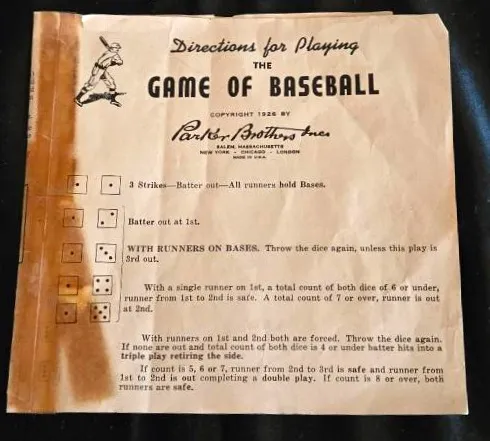 Directions for Playing
THE
GAME OF BASEBALL
COPYRIGHT 1926 BY
Parker Brothers Inc
SALEM, MASSACHUSETTS
NEW YORK - CHICAGO - LONDON
MADE IN U.S.A.
3 Strikes—Batter out—All runners hold Bases.
Batter out at 1st.
WITH RUNNERS ON BASES. Throw the dice again, unless this play is
3rd out.
With a single runner on 1st, a total count of both dice of 6 or under,
runner from 1st to 2nd is safe. A total count of 7 or over, runner is out
at 2nd.
With runners on 1st and 2nd both are forced. Throw the dice again.
If none are out and total count of both dice is 4 or under batter hits into a
triple play retiring the side.
If count is 5, 6 or 7, runner from 2nd to 3rd is safe and runner from
1st to 2nd is out completing a double play. If count is 8 or over, both
runners are safe.